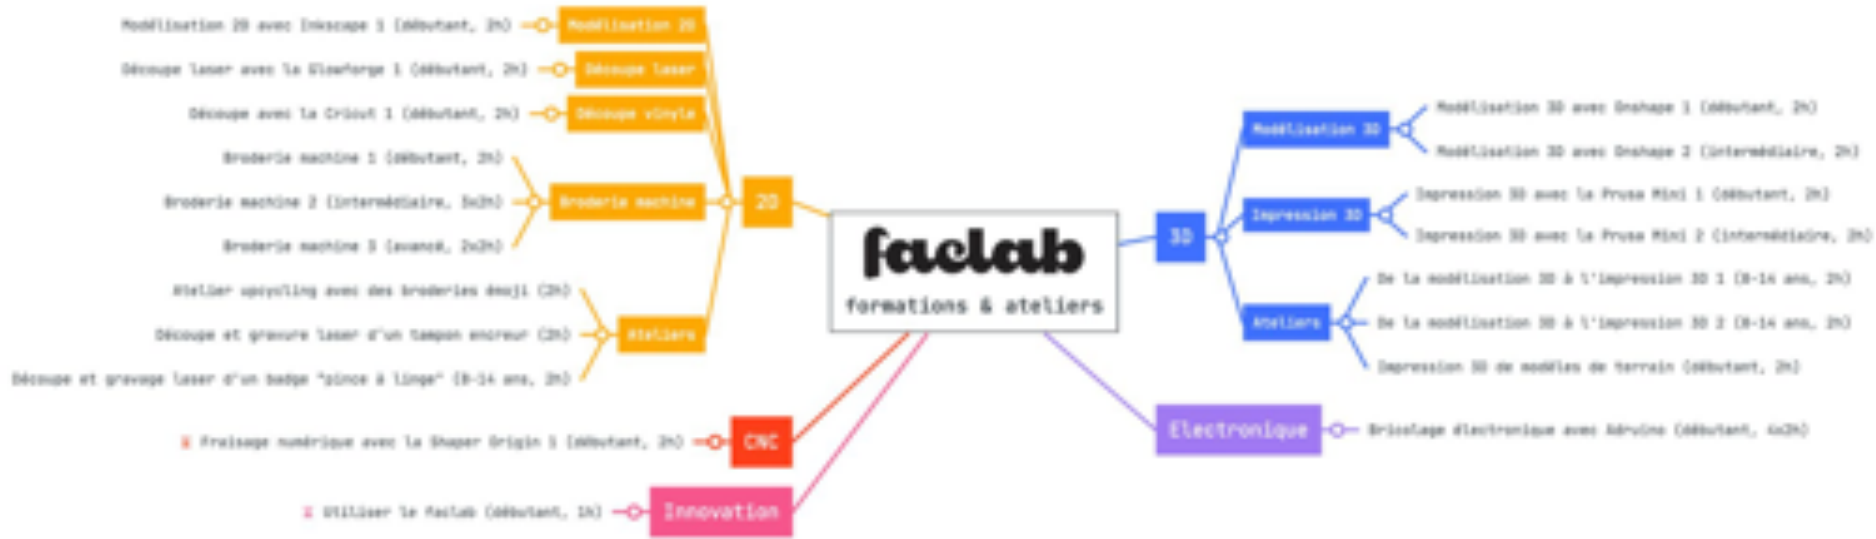 Modélisation 2D avec Inkscape 1 (débutant, 2h)
Modélisation 2D
Découpe laser avec la Glowforge 1 (débutant, 2h)
Découpe laser
Découpe avec la Cricut 1 (débutant, 2h)
Découpe vinyle
Broderie machine 1 (débutant, 2h)
Broderie machine 2 (intermédiaire, 3x2h)
Broderie machine 3 (avancé, 2x2h)
Broderie machine
2D
Atelier upcycling avec des broderies émoji (2h)
Découpe et gravure laser d'un tampon encreur (2h)
Découpe et gravage laser d'un badge "pince à linge" (8-14 ans, 2h)
Ateliers
Fraisage numérique avec la Shaper Origin 1 (débutant, 2h)
CNC
Utiliser le faclab (débutant, 1h)
Innovation
faclab
formations & ateliers
3D
Modélisation 3D
Modélisation 3D avec Onshape 1 (débutant, 2h)
Modélisation 3D avec Onshape 2 (intermédiaire, 2h)
Impression 3D
Impression 3D avec la Prusa Mini 1 (débutant, 2h)
Impression 3D avec la Prusa Mini 2 (intermédiaire, 2h)
Ateliers
De la modélisation 3D à l'impression 3D 1 (8-14 ans, 2h)
De la modélisation 3D à l'impression 3D 2 (8-14 ans, 2h)
Impression 3D de modèles de terrain (débutant, 2h)
Electronique
Bricolage électronique avec (débutant, 4x2h)